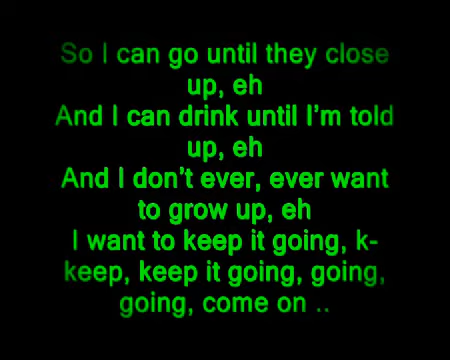 So I can go until they close
up, eh
And I can drink until I'm told
up, eh
And I don't ever, ever want
to grow up, eh
I want to keep it going, k-
keep, keep it going, going,
going, come on ..